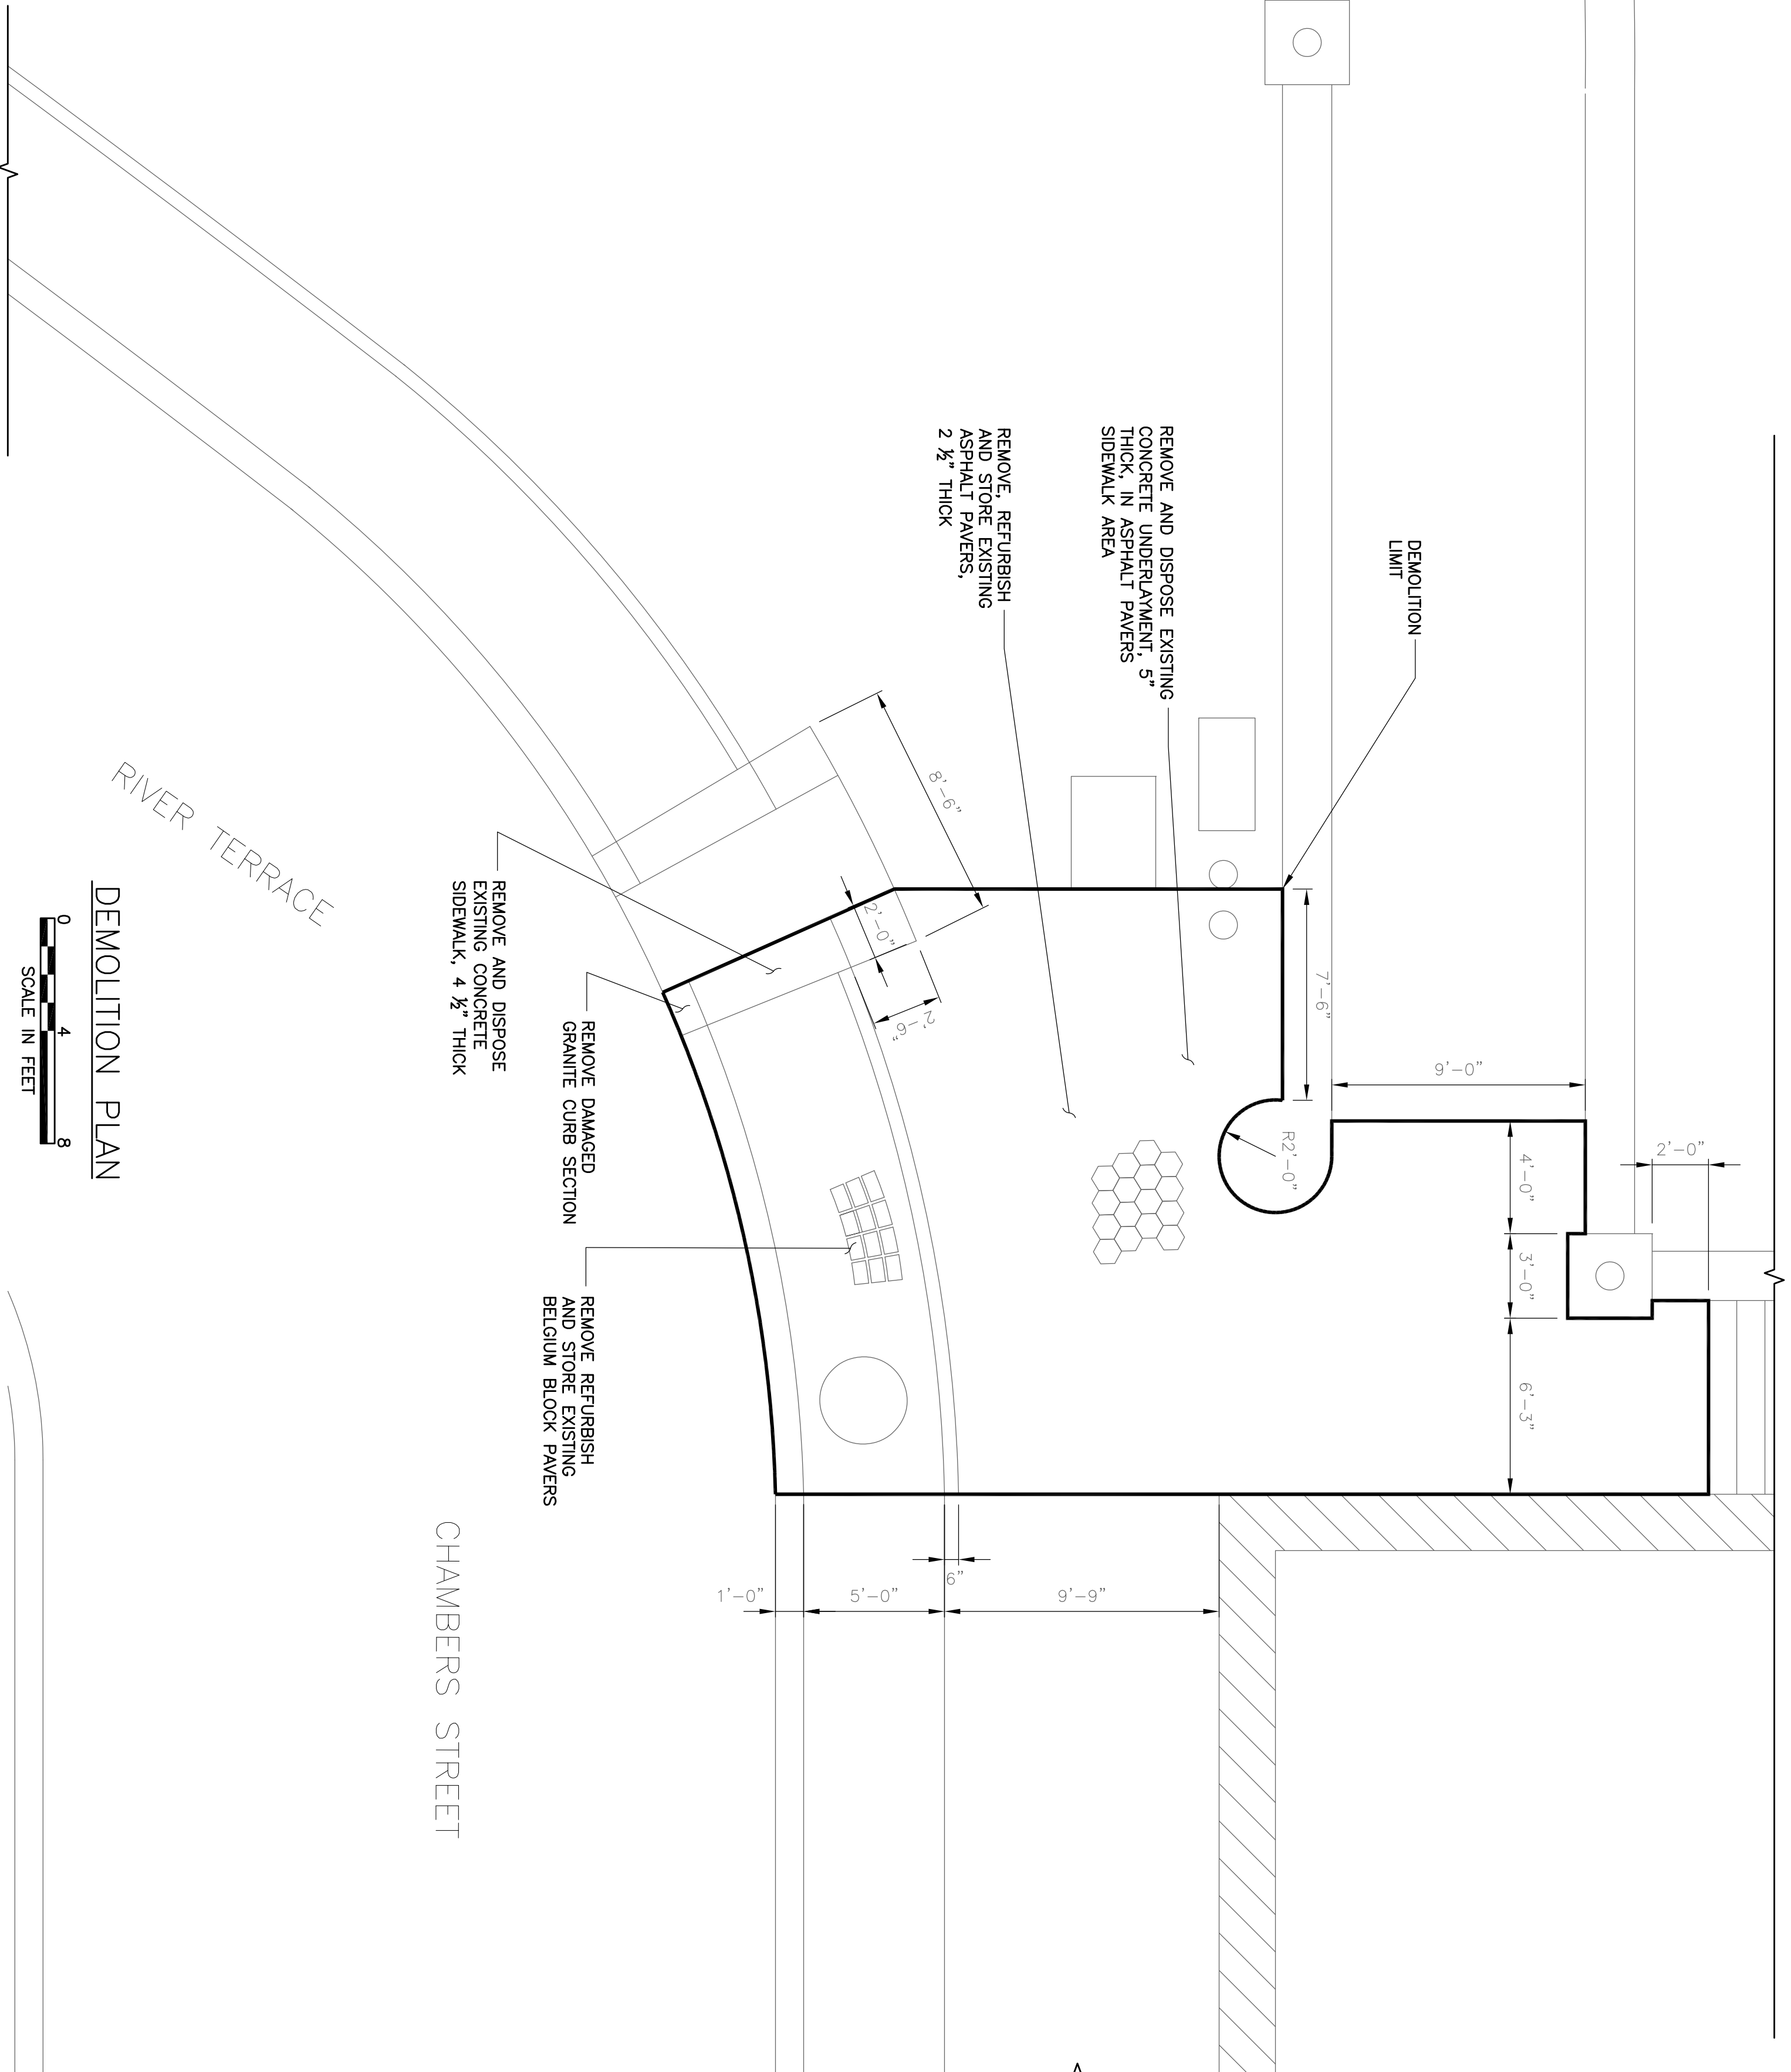 DEMOLITION
LIMIT
REMOVE AND DISPOSE EXISTING
CONCRETE UNDERLAYMENT, 5"
THICK, IN ASPHALT PAVERS
SIDEWALK AREA
REMOVE, REFURBISH
AND STORE EXISTING
ASPHALT PAVERS,
2 ½" THICK
2'-0"
9'-0"
4'-0"
3'-0"
6'-3"
7'-6"
R2'-0"
8'-6"
2'-0"
2'-6"
6"
1'-0"
5'-0"
9'-9"
REMOVE REFURBISH
AND STORE EXISTING
BELGIUM BLOCK PAVERS
REMOVE DAMAGED
GRANITE CURB SECTION
REMOVE AND DISPOSE
EXISTING CONCRETE
SIDEWALK, 4 ½" THICK
RIVER TERRACE
CHAMBERS STREET
DEMOLITION PLAN
0 4 8
SCALE IN FEET